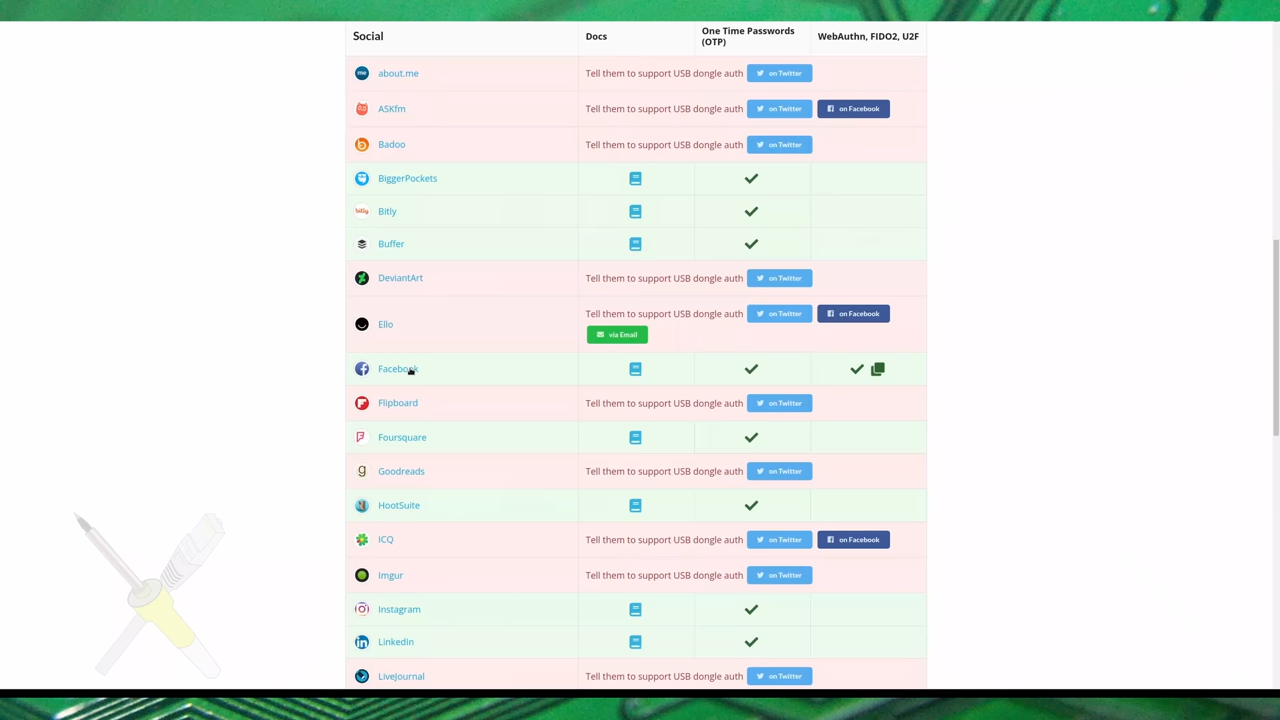 Social Docs One Time Passwords (OTP) WebAuthn, FIDO2, U2F
me about.me Tell them to support USB dongle auth on Twitter
ASKfm Tell them to support USB dongle auth on Twitter on Facebook
Badoo Tell them to support USB dongle auth on Twitter
BiggerPockets
bitly Bitly
Buffer
DeviantArt Tell them to support USB dongle auth on Twitter
Ello Tell them to support USB dongle auth on Twitter on Facebook
via Email
Facebook
Flipboard Tell them to support USB dongle auth on Twitter
Foursquare
g Goodreads Tell them to support USB dongle auth on Twitter
HootSuite
ICQ Tell them to support USB dongle auth on Twitter on Facebook
Imgur Tell them to support USB dongle auth on Twitter
Instagram
in LinkedIn
LiveJournal Tell them to support USB dongle auth on Twitter